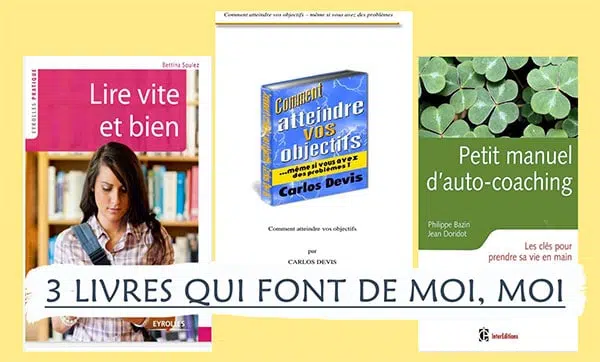 Bettina Soulez
EYROLLES PRATIQUE
Lire vite
et bien
EYROLLES
Comment atteindre vos objectifs – même si vous avez des problèmes !
Comment
atteindre
vos
objectifs
...même si vous avez
des problèmes !
Carlos Devis
Comment atteindre vos objectifs
par
CARLOS DEVIS
Petit manuel
d'auto-coaching
Philippe Bazin
Jean Doridot
Les clés pour
prendre sa vie en main
InterEditions
3 LIVRES QUI FONT DE MOI, MOI